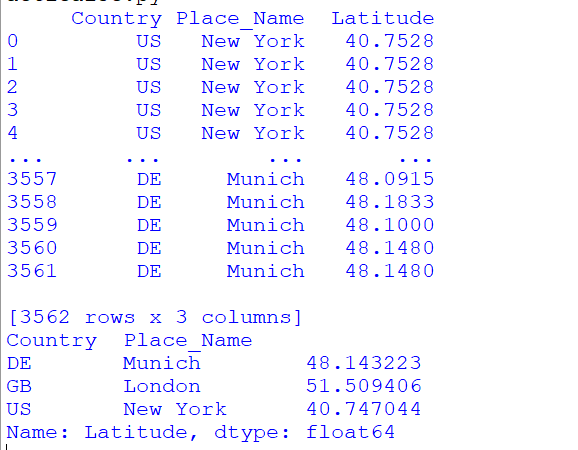 Country Place_Name Latitude
0 US New York 40.7528
1 US New York 40.7528
2 US New York 40.7528
3 US New York 40.7528
4 US New York 40.7528
... ... ... ...
3557 DE Munich 48.0915
3558 DE Munich 48.1833
3559 DE Munich 48.1000
3560 DE Munich 48.1480
3561 DE Munich 48.1480
[3562 rows x 3 columns]
Country Place_Name
DE Munich 48.143223
GB London 51.509406
US New York 40.747044
Name: Latitude, dtype: float64